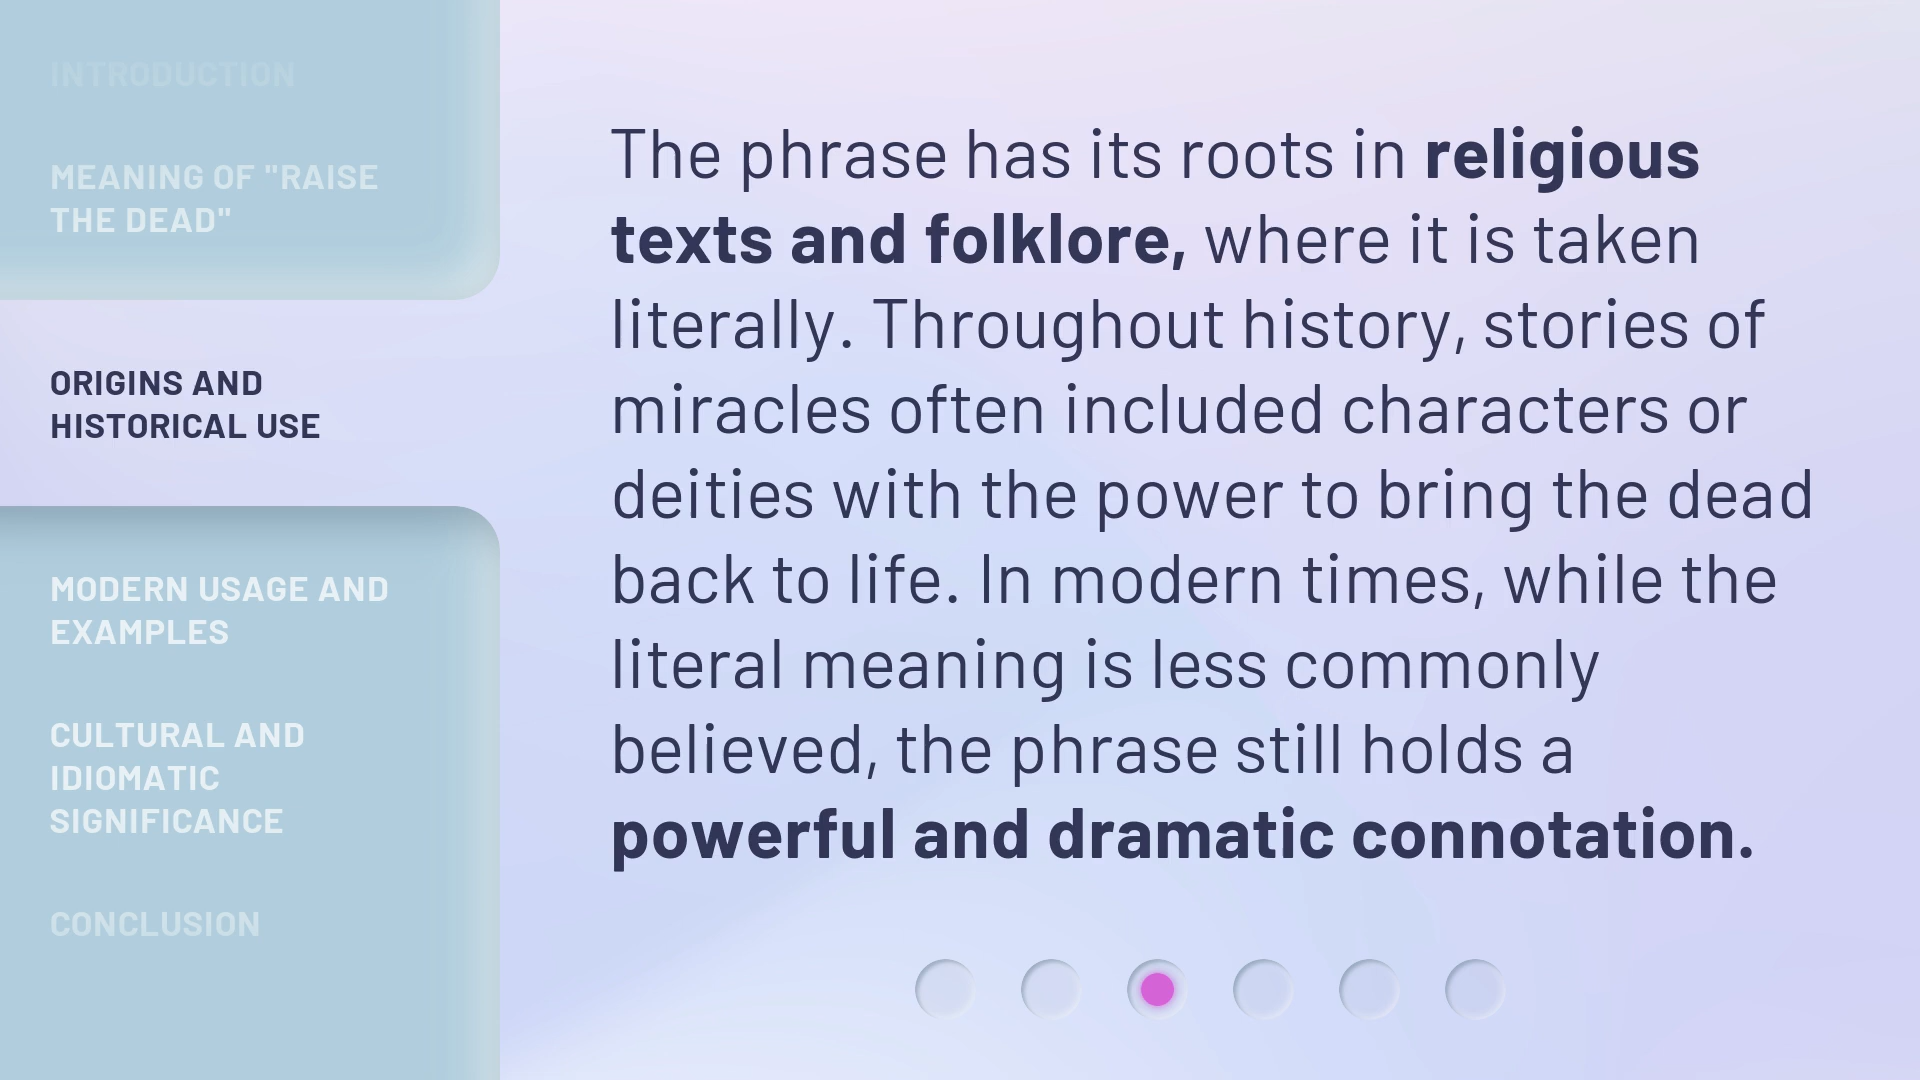 INTRODUCTION
MEANING OF "RAISE
THE DEAD"
ORIGINS AND
HISTORICAL USE
MODERN USAGE AND
EXAMPLES
CULTURAL AND
IDIOMATIC
SIGNIFICANCE
CONCLUSION
The phrase has its roots in religious
texts and folklore, where it is taken
literally. Throughout history, stories of
miracles often included characters or
deities with the power to bring the dead
back to life. In modern times, while the
literal meaning is less commonly
believed, the phrase still holds a
powerful and dramatic connotation.